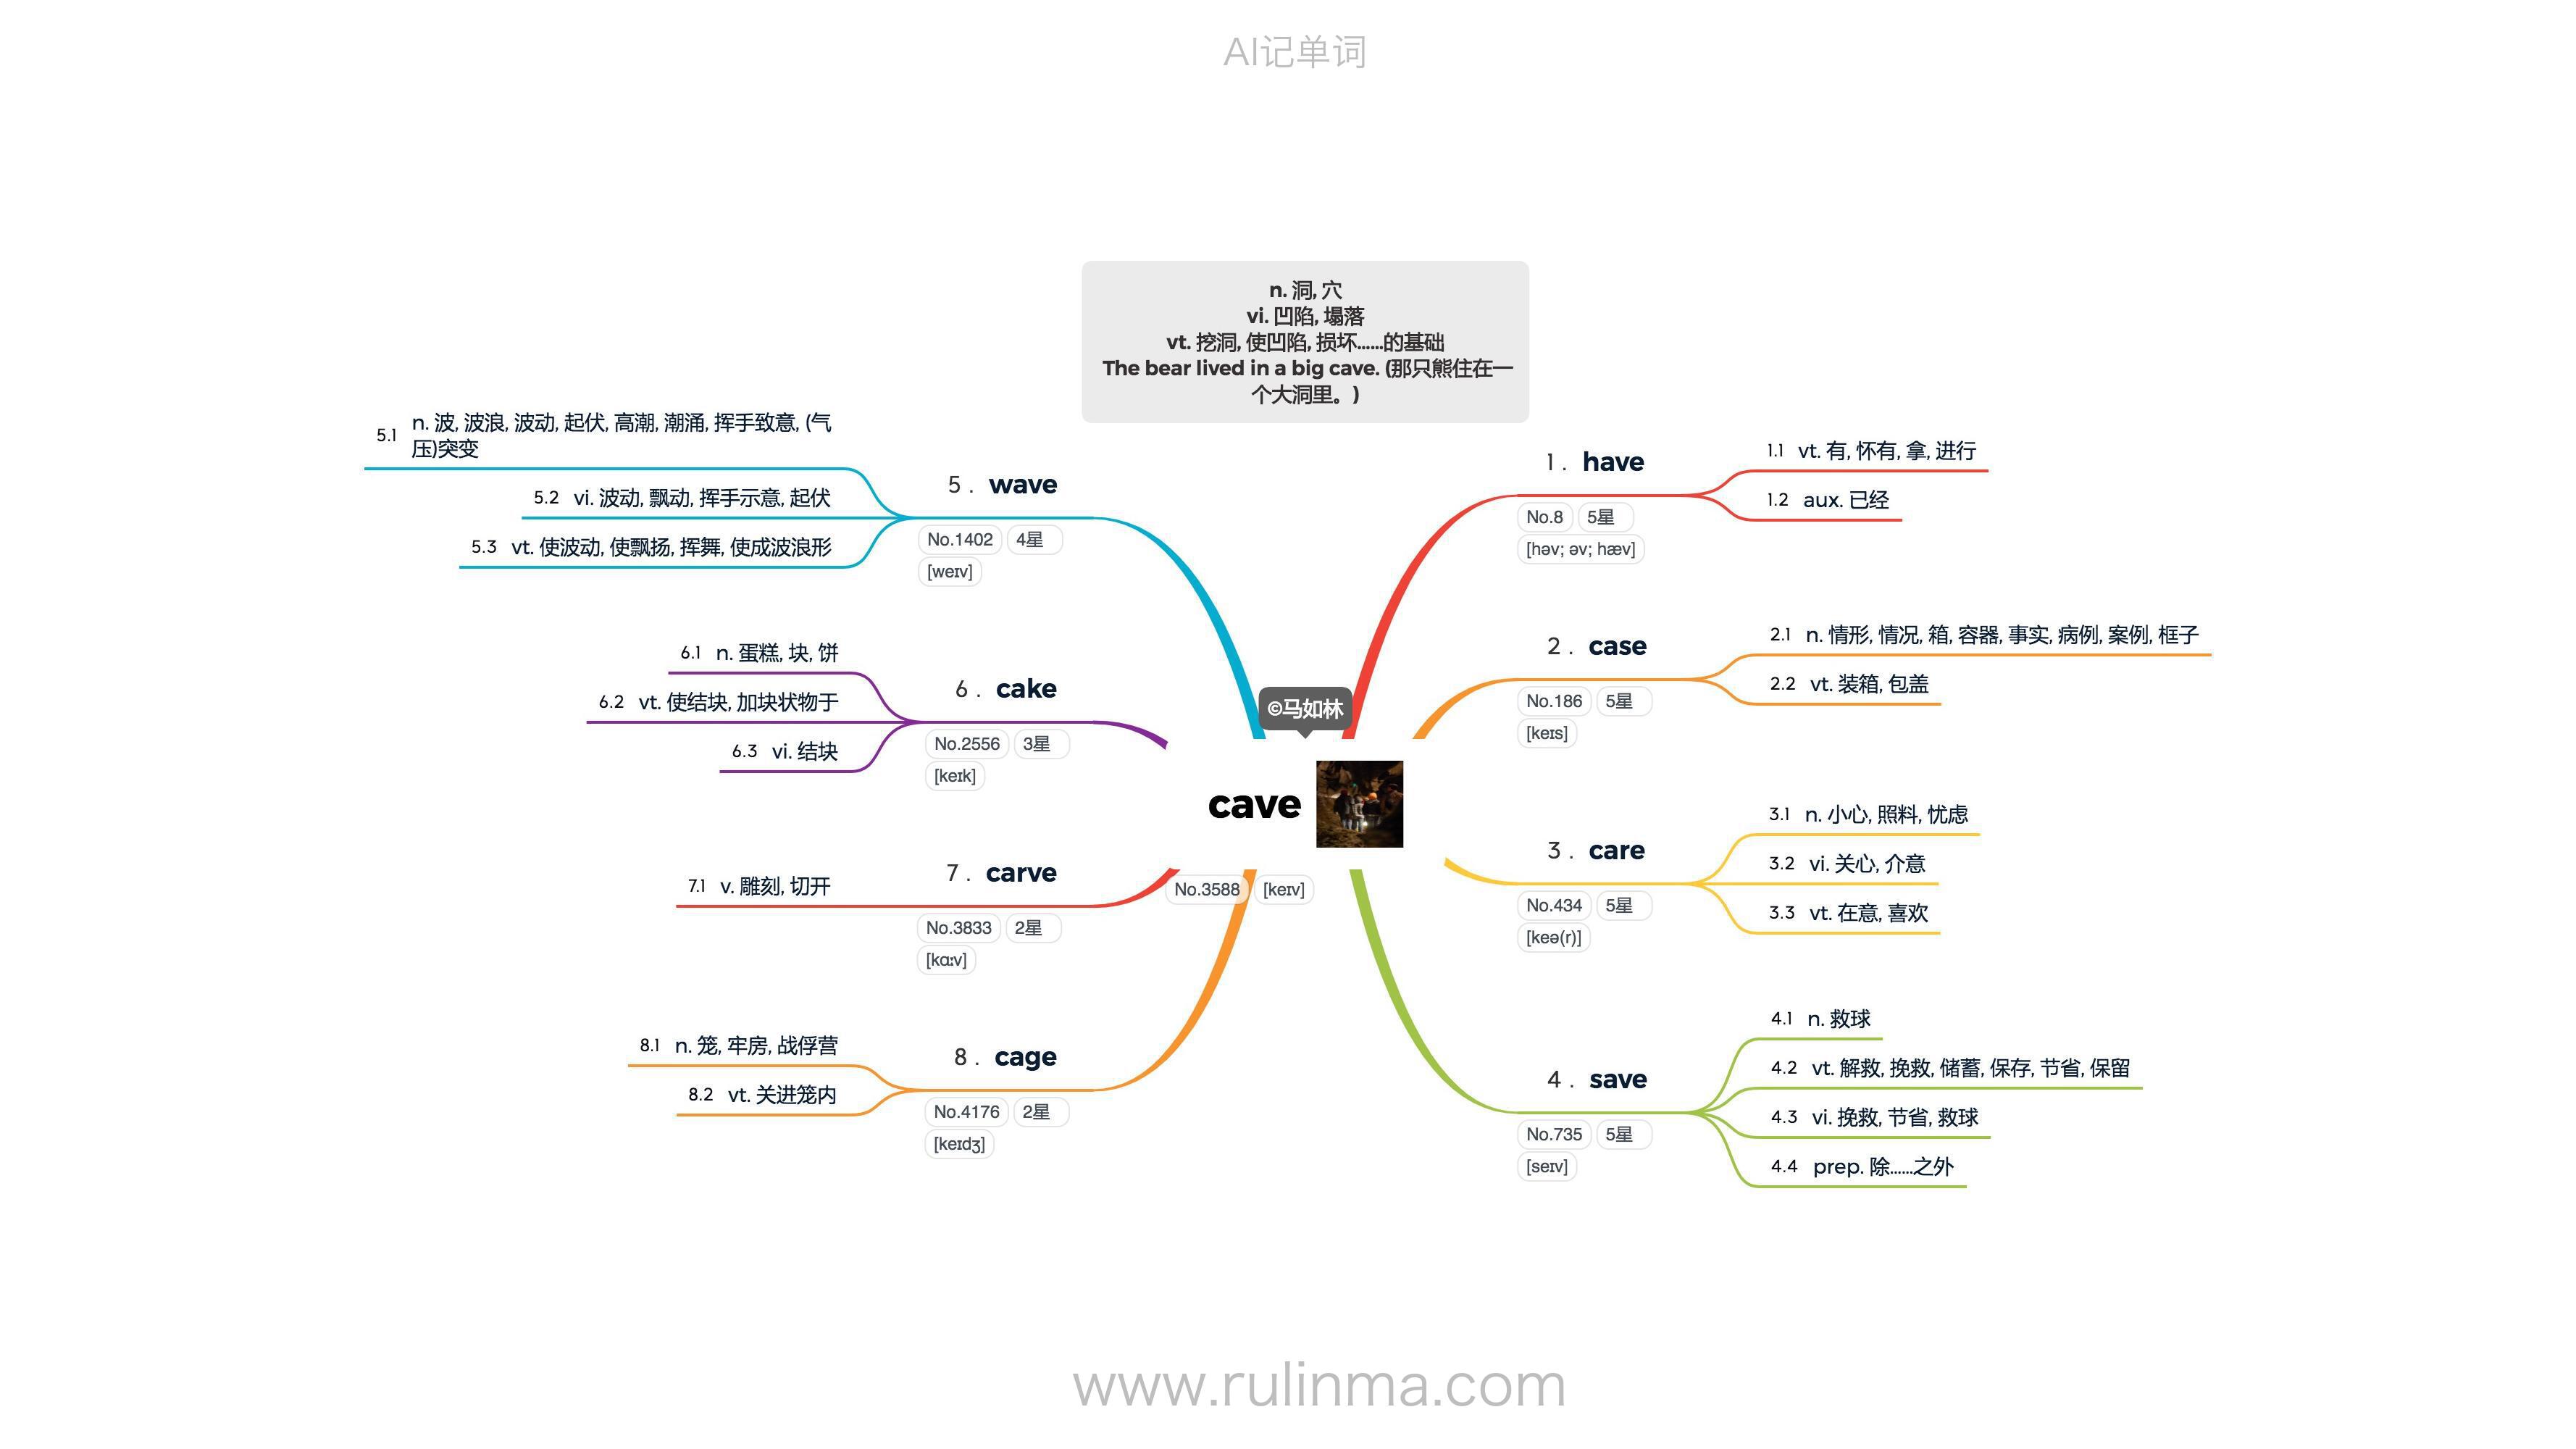 AI记单词
n. 洞, 穴
vi. 凹陷, 塌落
vt. 挖洞, 使凹陷, 损坏……的基础
The bear lived in a big cave. (那只熊住在一
个大洞里。)
©马如林
cave
No.3588 [keɪv]
1 . have
No.8 5星
[həv; əv; hæv]
1.1 vt. 有, 怀有, 拿, 进行
1.2 aux. 已经
2 . case
No.186 5星
[keɪs]
2.1 n. 情形, 情况, 箱, 容器, 事实, 病例, 案例, 框子
2.2 vt. 装箱, 包盖
3 . care
No.434 5星
[keə(r)]
3.1 n. 小心, 照料, 忧虑
3.2 vi. 关心, 介意
3.3 vt. 在意, 喜欢
4 . save
No.735 5星
[seɪv]
4.1 n. 救球
4.2 vt. 解救, 挽救, 储蓄, 保存, 节省, 保留
4.3 vi. 挽救, 节省, 救球
4.4 prep. 除……之外
5 . wave
No.1402 4星
[weɪv]
5.1 n. 波, 波浪, 波动, 起伏, 高潮, 潮涌, 挥手致意, (气
压)突变
5.2 vi. 波动, 飘动, 挥手示意, 起伏
5.3 vt. 使波动, 使飘扬, 挥舞, 使成波浪形
6 . cake
No.2556 3星
[keɪk]
6.1 n. 蛋糕, 块, 饼
6.2 vt. 使结块, 加块状物于
6.3 vi. 结块
7 . carve
No.3833 2星
[kɑːv]
7.1 v. 雕刻, 切开
8 . cage
No.4176 2星
[keɪdʒ]
8.1 n. 笼, 牢房, 战俘营
8.2 vt. 关进笼内
www.rulinma.com